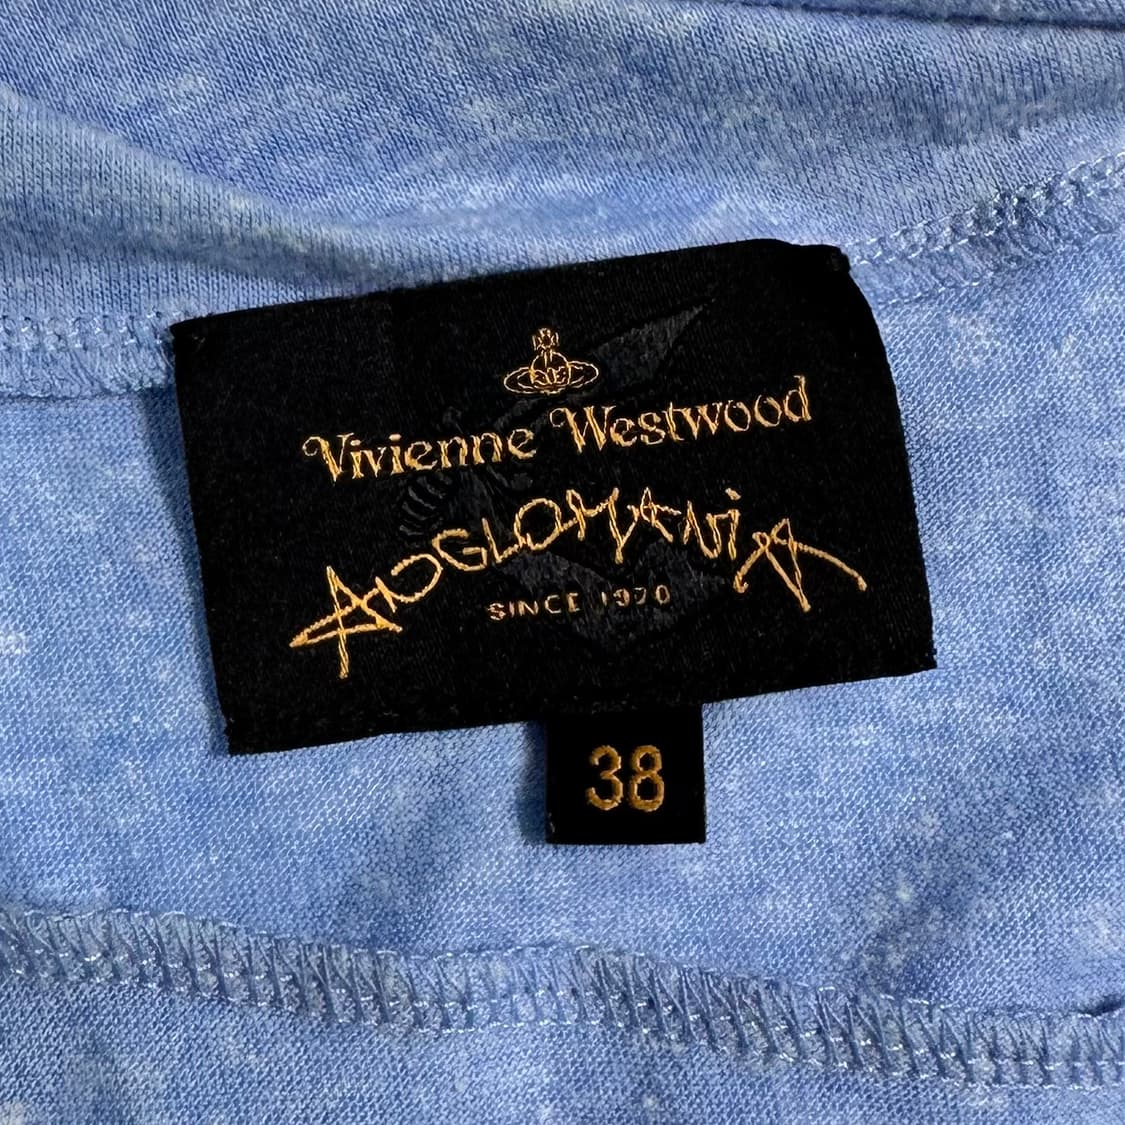 Vivienne Westwood
ANGLOMANIA
SINCE 1970
38